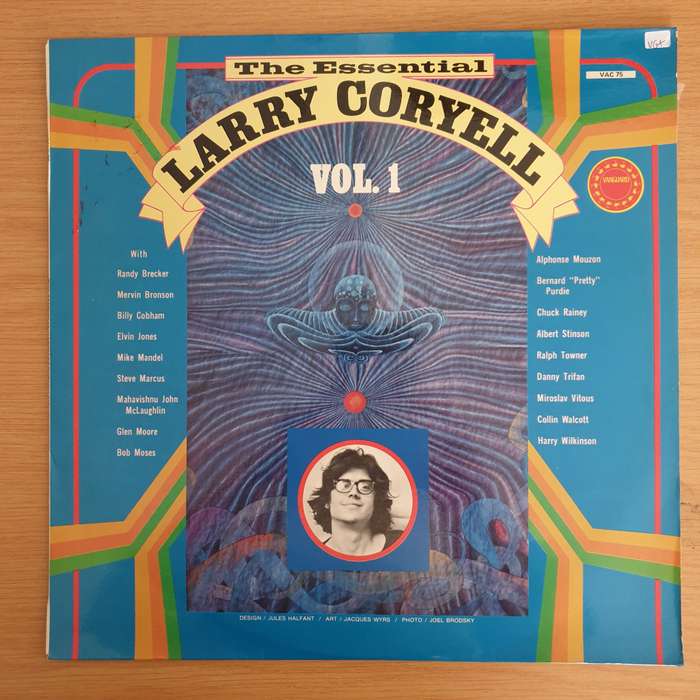 VG+
The Essential
VAC 75
LARRY CORYELL
VOL. 1
VANGUARD
With
Randy Brecker
Mervin Bronson
Billy Cobham
Elvin Jones
Mike Mandel
Steve Marcus
Mahavishnu John
McLaughlin
Glen Moore
Bob Moses
Alphonse Mouzon
Bernard "Pretty"
Purdie
Chuck Rainey
Albert Stinson
Ralph Towner
Danny Trifan
Miroslav Vitous
Collin Walcott
Harry Wilkinson
DESIGN / JULES HALFANT / ART / JACQUES WYRS / PHOTO / JOEL BRODSKY